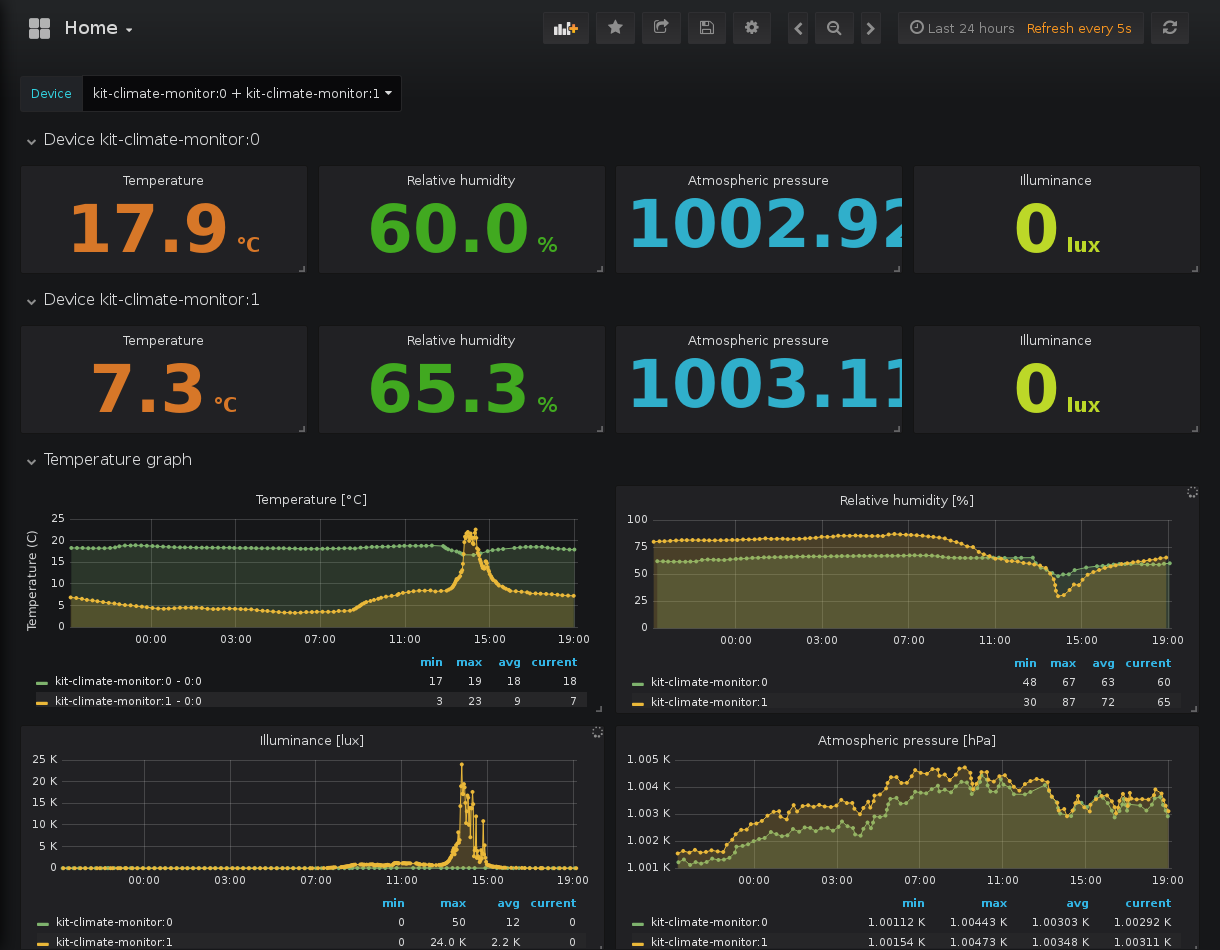 Home
Last 24 hours Refresh every 5s
Device kit-climate-monitor:0 + kit-climate-monitor:1
Device kit-climate-monitor:0
Temperature Relative humidity Atmospheric pressure Illuminance
17.9 °C 60.0 % 1002.92 0 lux
Device kit-climate-monitor:1
Temperature Relative humidity Atmospheric pressure Illuminance
7.3 °C 65.3 % 1003.11 0 lux
Temperature graph
Temperature [°C]
Temperature (C)
25
20
15
10
5
0
00:00 03:00 07:00 11:00 15:00 19:00
min max avg current
kit-climate-monitor:0 - 0:0 17 19 18 18
kit-climate-monitor:1 - 0:0 3 23 9 7
Relative humidity [%]
100
75
50
25
0
00:00 03:00 07:00 11:00 15:00 19:00
min max avg current
kit-climate-monitor:0 48 67 63 60
kit-climate-monitor:1 30 87 72 65
Illuminance [lux]
25 K
20 K
15 K
10 K
5 K
0
00:00 03:00 07:00 11:00 15:00 19:00
min max avg current
kit-climate-monitor:0 0 50 12 0
kit-climate-monitor:1 0 24.0 K 2.2 K 0
Atmospheric pressure [hPa]
1.005 K
1.004 K
1.003 K
1.002 K
1.001 K
00:00 03:00 07:00 11:00 15:00 19:00
min max avg current
kit-climate-monitor:0 1.00112 K 1.00443 K 1.00303 K 1.00292 K
kit-climate-monitor:1 1.00154 K 1.00473 K 1.00348 K 1.00311 K